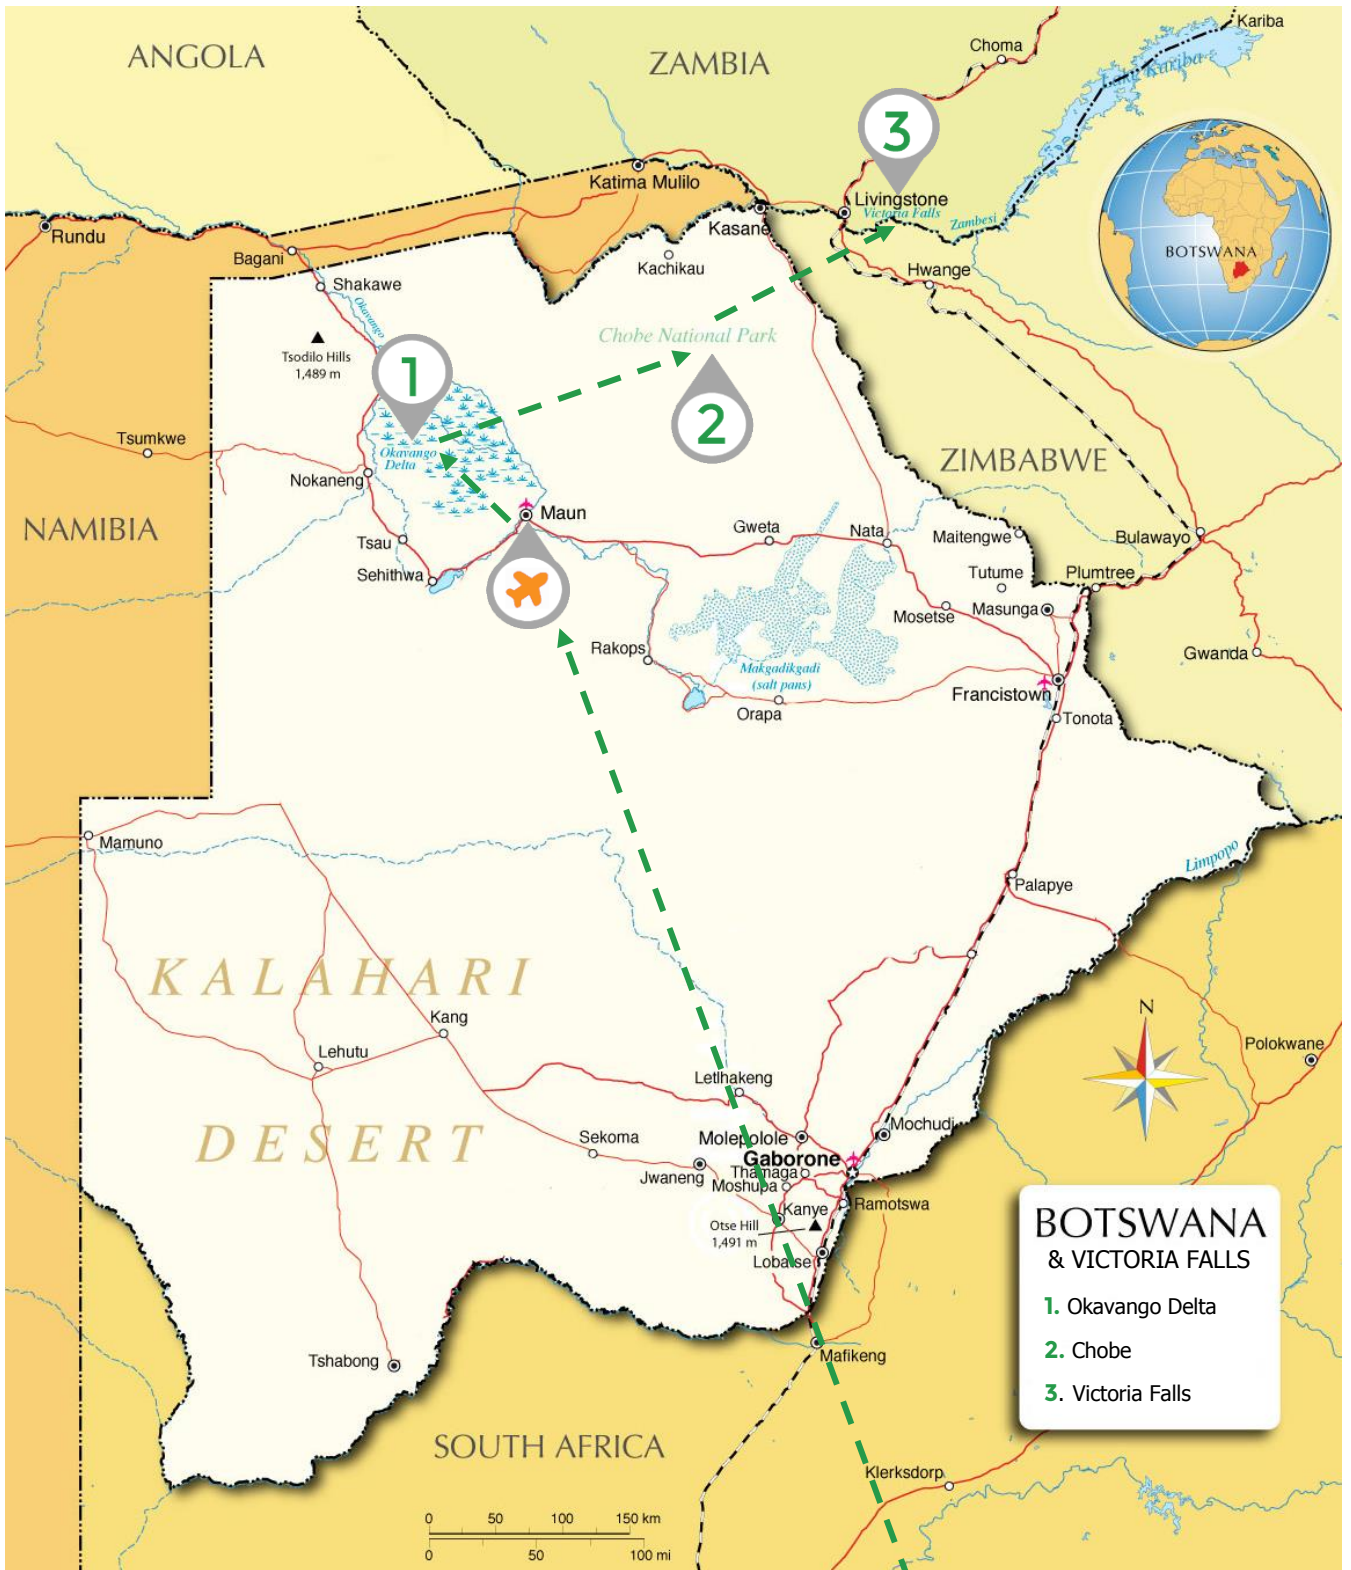 ANGOLA
ZAMBIA
Choma
Kariba
Lake Kariba
3
Katima Mulilo
Livingstone
Victoria Falls
Zambesi
Rundu
Kasane
Bagani
Kachikau
Hwange
BOTSWANA
Shakawe
Okavango
Tsodilo Hills
1,489 m
Chobe National Park
1
2
Tsumkwe
Okavango
Delta
ZIMBABWE
Nokaneng
NAMIBIA
Maun
Gweta
Nata
Maitengwe
Bulawayo
Tsau
Sehithwa
Tutume
Plumtree
Mosetse
Masunga
Rakops
Makgadikgadi
(salt pans)
Gwanda
Francistown
Orapa
Tonota
Mamuno
Limpopo
Palapye
KALAHARI
Kang
N
Lehutu
Polokwane
Letlhakeng
DESERT
Sekoma
Molepolole
Mochudi
Gaborone
Jwaneng
Thamaga
Moshupa
Kanye
Ramotswa
Otse Hill
1,491 m
Lobatse
BOTSWANA
& VICTORIA FALLS
1. Okavango Delta
2. Chobe
3. Victoria Falls
Tshabong
Mafikeng
SOUTH AFRICA
Klerksdorp
0 50 100 150 km
0 50 100 mi